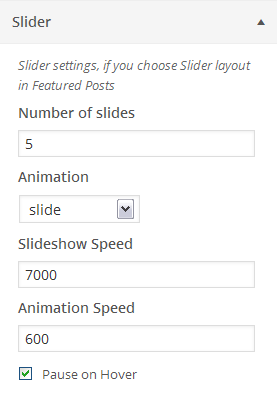 Slider
Slider settings, if you choose Slider layout
in Featured Posts
Number of slides
5
Animation
slide
Slideshow Speed
7000
Animation Speed
600
Pause on Hover